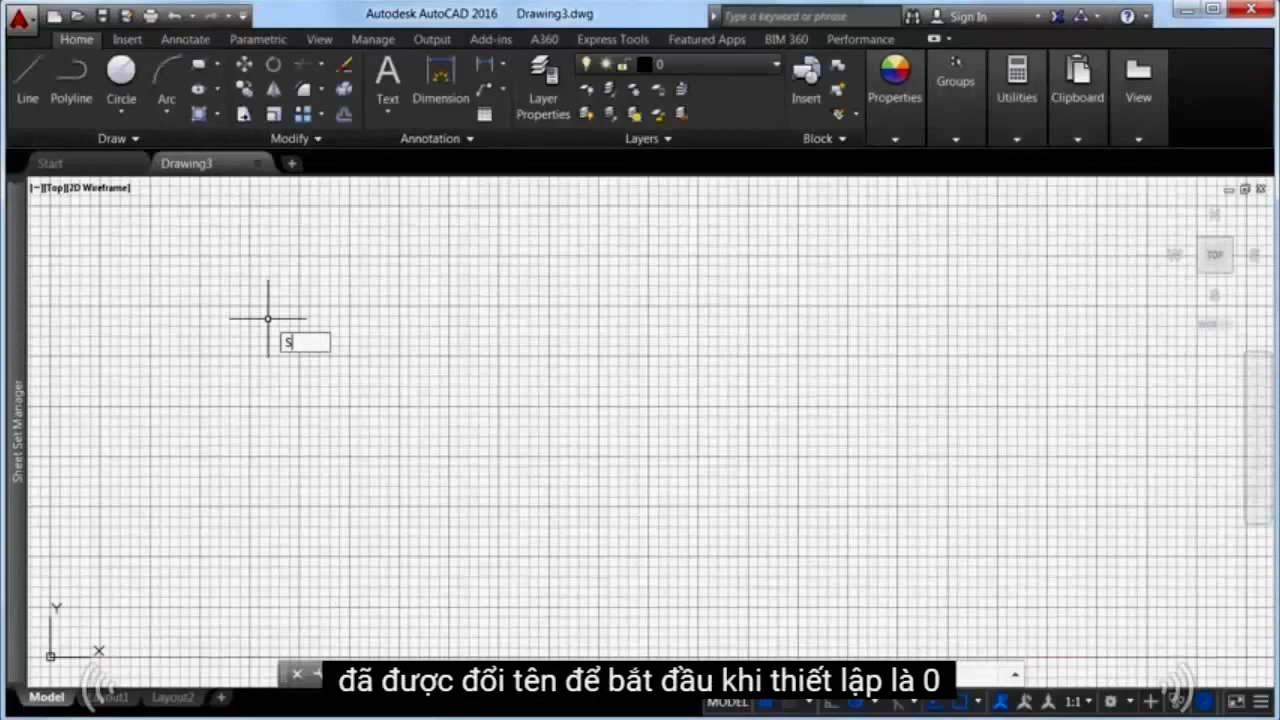 Autodesk AutoCAD 2016 Drawing3.dwg
Type a keyword or phrase
Sign In
Home Insert Annotate Parametric View Manage Output Add-ins A360 Express Tools Featured Apps BIM 360 Performance
0
Line Polyline Circle Arc
Text Dimension
Layer
Properties
Insert
Properties
Groups
Utilities
Clipboard
View
Draw Modify Annotation Layers Block
Start Drawing3
[−][Top][2D Wireframe]
TOP
S
Sheet Set Manager
Y
X
đã được đổi tên để bắt đầu khi thiết lập là 0
Model Layout1 Layout2
MODEL
1:1